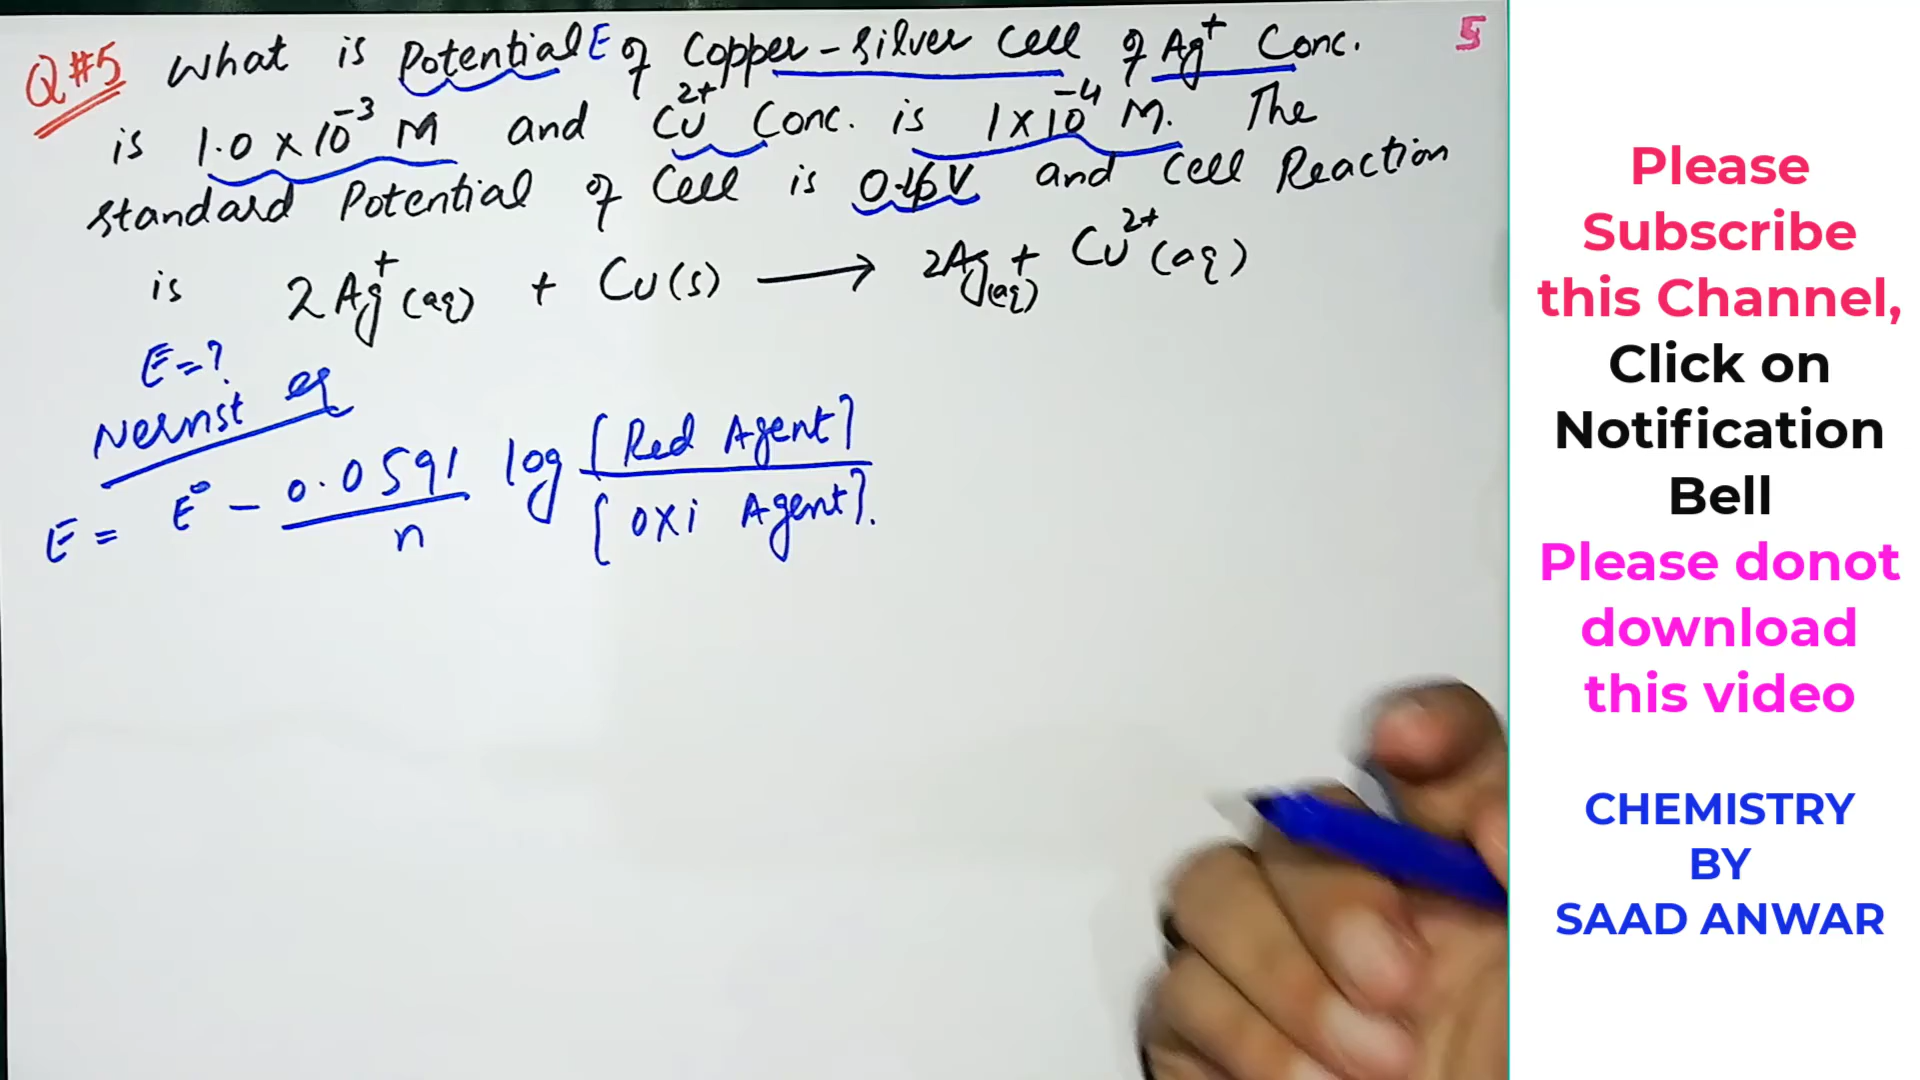 Q#5 What is Potential E of Copper-Silver Cell of Ag⁺ Conc. 5
is 1.0 x 10⁻³ M and Cu²⁺ Conc. is 1 x 10⁻⁴ M. The
standard Potential of Cell is V and Cell Reaction
is 2Ag⁺(aq) + Cu(s) ⟶ 2Ag(aq) + Cu²⁺(aq)
E=?
Nernst eq
E = E° - 0.0591/n log [Red Agent]/[Oxi Agent].
Please
Subscribe
this Channel,
Click on
Notification
Bell
Please donot
download
this video
CHEMISTRY
BY
SAAD ANWAR